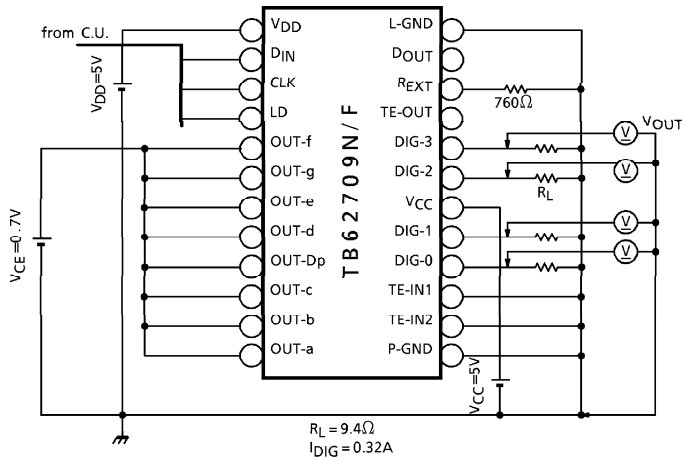 from C.U.
VDD=5V
VCE=0.7V
VDD
DIN
CLK
LD
OUT-f
OUT-g
OUT-e
OUT-d
OUT-Dp
OUT-c
OUT-b
OUT-a
TB62709N/F
L-GND
DOUT
REXT
TE-OUT
DIG-3
DIG-2
VCC
DIG-1
DIG-0
TE-IN1
TE-IN2
P-GND
760Ω
RL
V
V
V
V
VOUT
VCC=5V
RL=9.4Ω
IDIG=0.32A